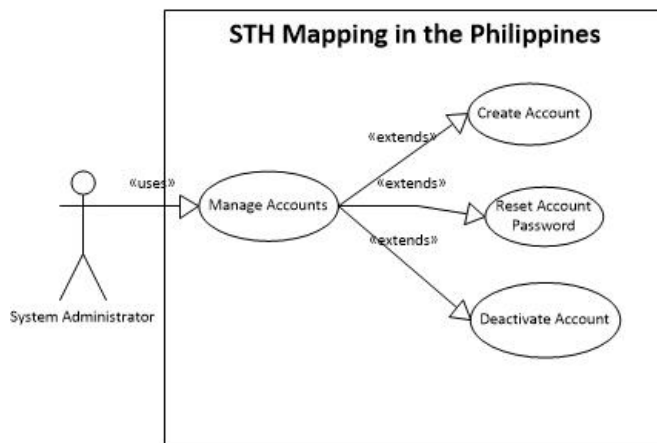 STH Mapping in the Philippines
Create Account
«extends»
«uses»
«extends»
Manage Accounts
Reset Account
Password
«extends»
System Administrator
Deactivate Account